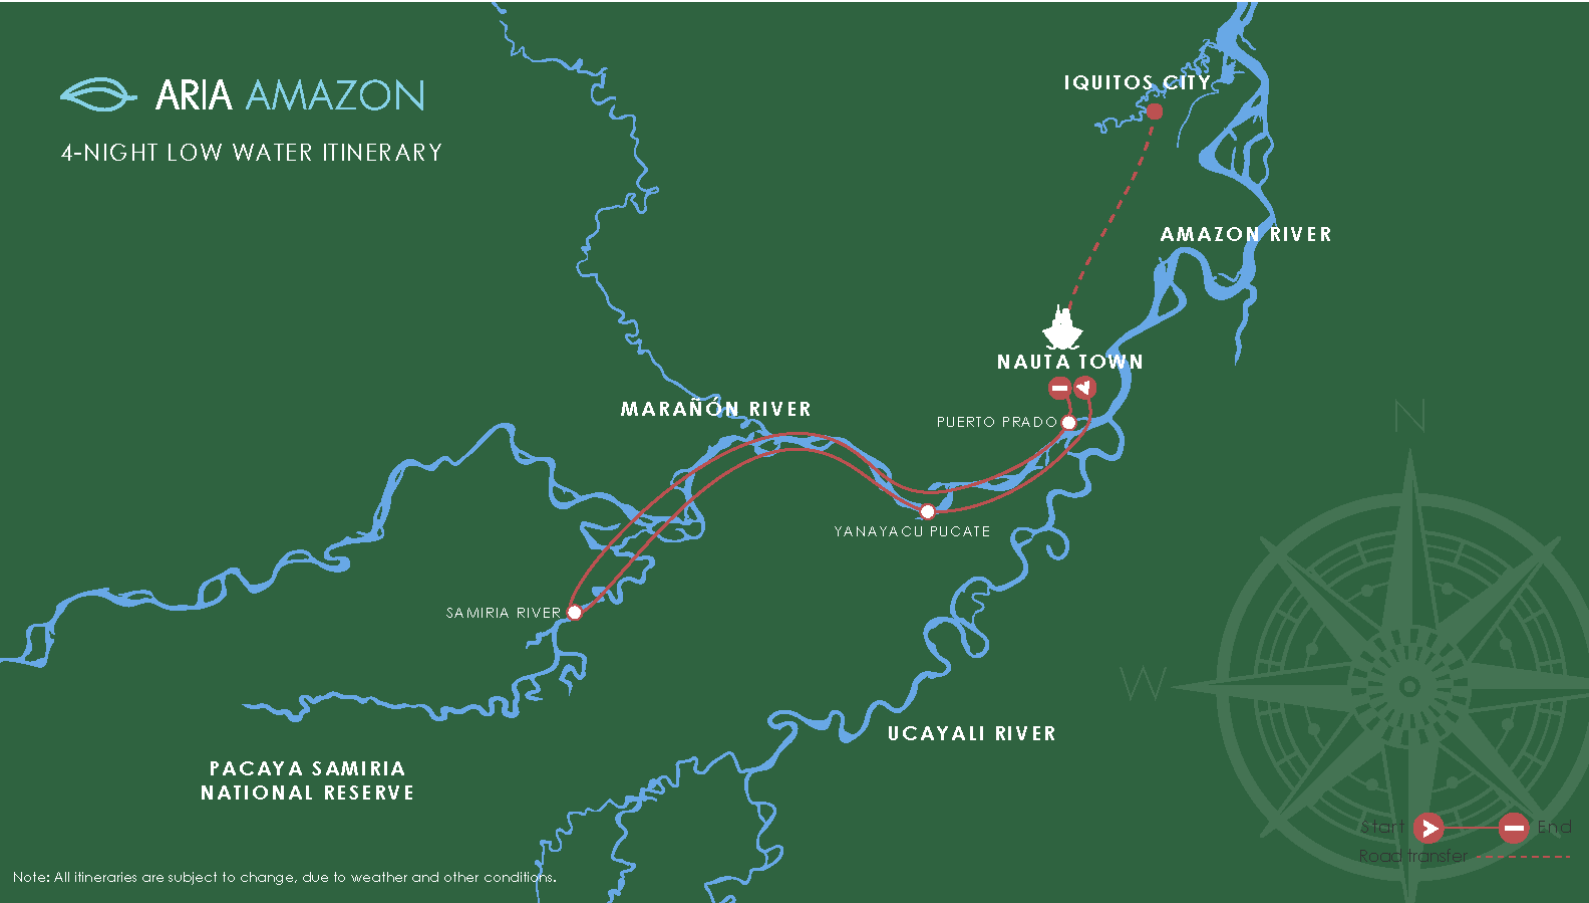 ARIA AMAZON
4-NIGHT LOW WATER ITINERARY
IQUITOS CITY
AMAZON RIVER
NAUTA TOWN
MARAÑÓN RIVER
PUERTO PRADO
N
YANAYACU PUCATE
SAMIRIA RIVER
W
UCAYALI RIVER
PACAYA SAMIRIA
NATIONAL RESERVE
Start
End
Road transfer
Note: All itineraries are subject to change, due to weather and other conditions.